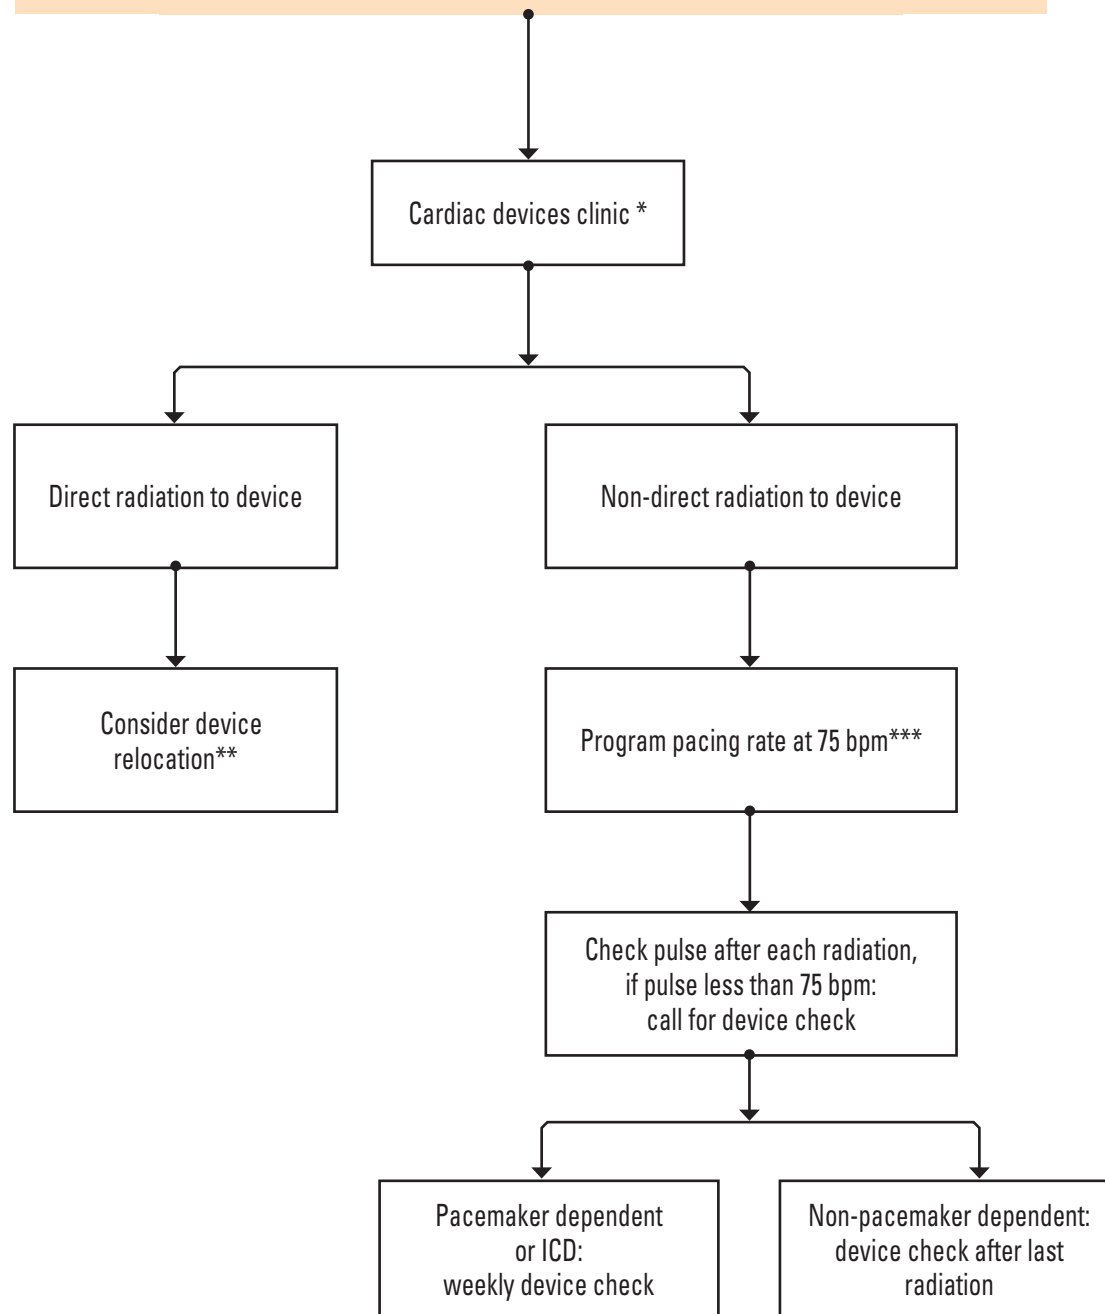 Cardiac devices clinic *
Direct radiation to device
Non-direct radiation to device
Consider device
relocation**
Program pacing rate at 75 bpm***
Check pulse after each radiation,
if pulse less than 75 bpm:
call for device check
Pacemaker dependent
or ICD:
weekly device check
Non-pacemaker dependent:
device check after last
radiation